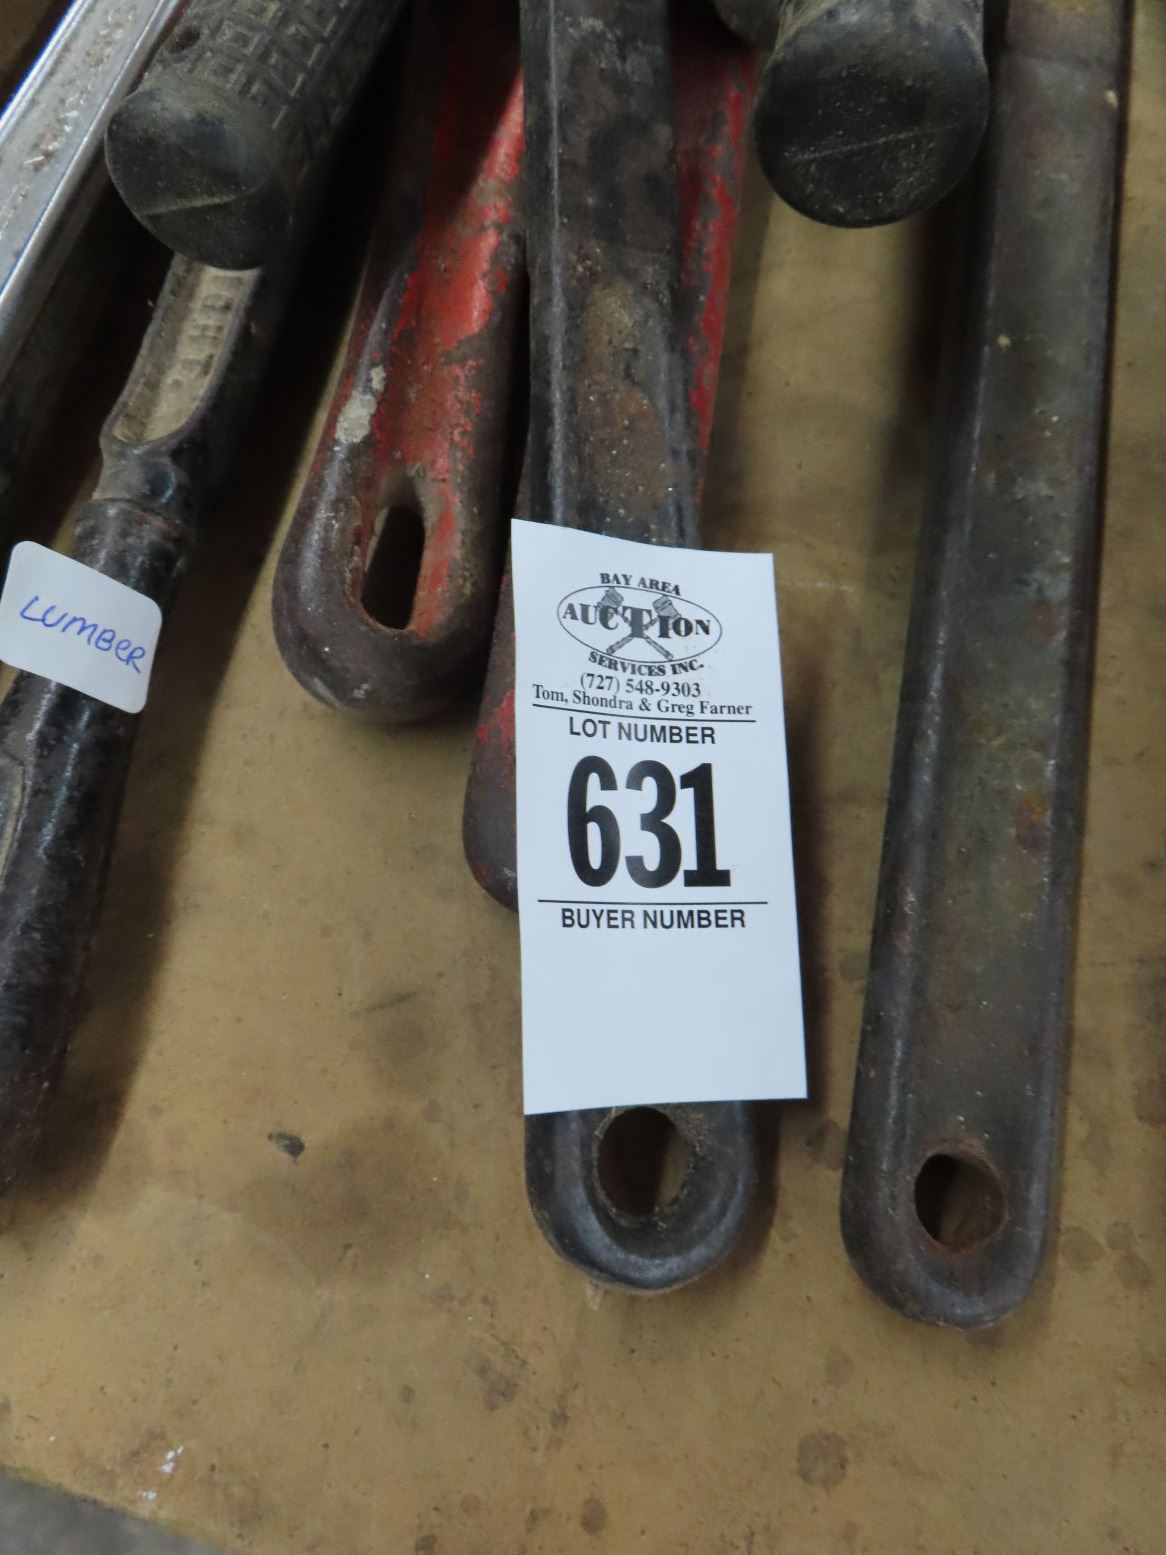 LUMBER
BAY AREA
AUCTION
SERVICES INC.
(727) 548-9303
Tom, Shondra & Greg Farner
LOT NUMBER
631
BUYER NUMBER